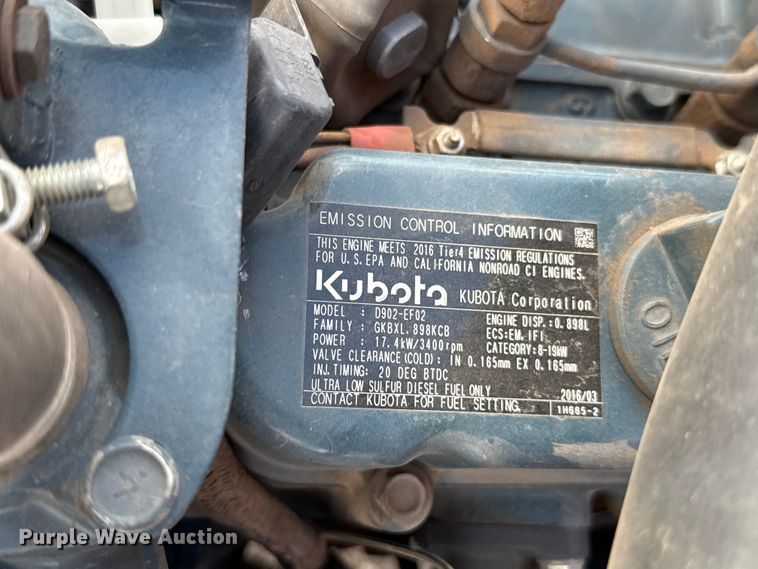 EMISSION CONTROL INFORMATION
THIS ENGINE MEETS 2016 Tier4 EMISSION REGULATIONS
FOR U.S. EPA AND CALIFORNIA NONROAD CI ENGINES.
Kubota KUBOTA Corporation
MODEL : D902-EF02 ENGINE DISP.:0.898L
FAMILY : GKBXL.898KCB ECS:EM,IFI
POWER : 17.4kW/3400rpm CATEGORY:8-19kW
VALVE CLEARANCE(COLD): IN 0.165mm EX 0.165mm
INJ.TIMING: 20 DEG BTDC
ULTRA LOW SULFUR DIESEL FUEL ONLY 2016/03
CONTACT KUBOTA FOR FUEL SETTING. 1H665-2
OIL
Purple Wave Auction